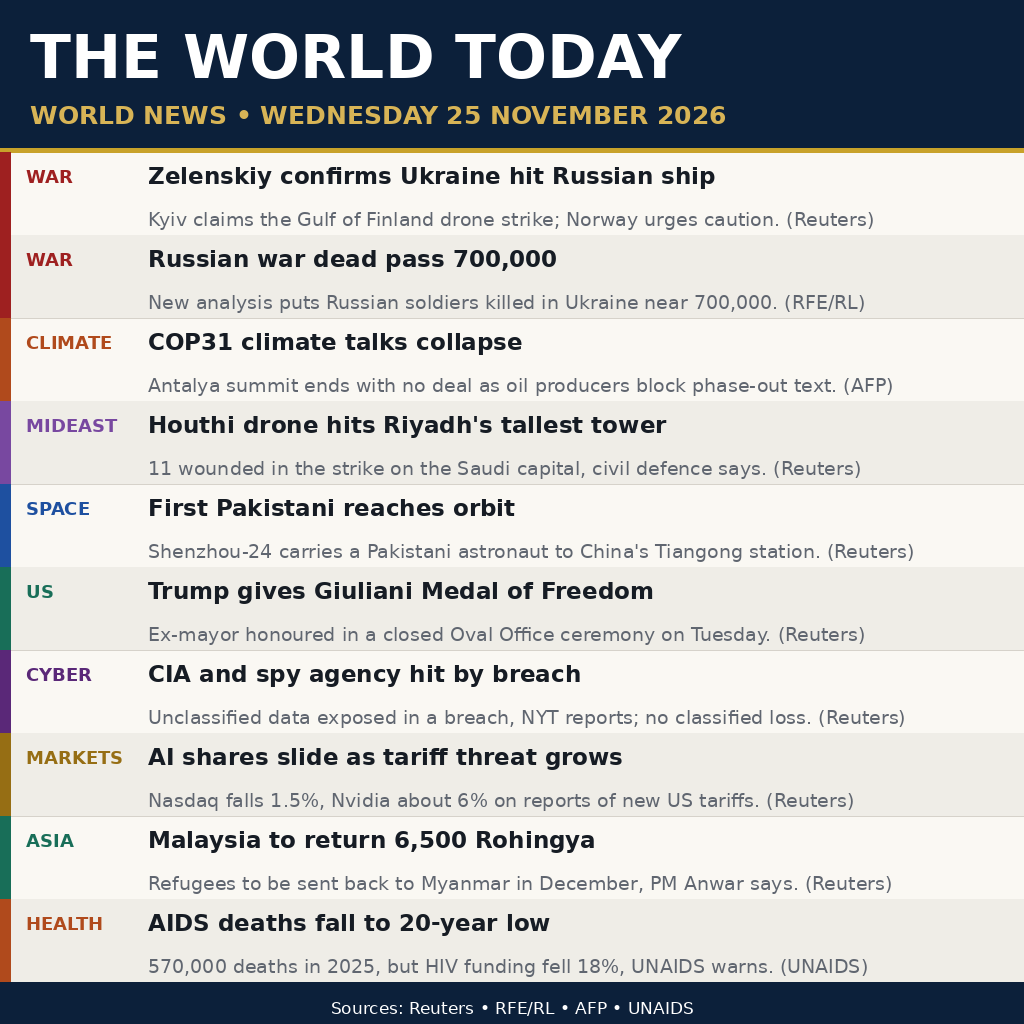 THE WORLD TODAY
WORLD NEWS • WEDNESDAY 25 NOVEMBER 2026
WAR
Zelenskiy confirms Ukraine hit Russian ship
Kyiv claims the Gulf of Finland drone strike; Norway urges caution. (Reuters)
WAR
Russian war dead pass 700,000
New analysis puts Russian soldiers killed in Ukraine near 700,000. (RFE/RL)
CLIMATE
COP31 climate talks collapse
Antalya summit ends with no deal as oil producers block phase-out text. (AFP)
MIDEAST
Houthi drone hits Riyadh's tallest tower
11 wounded in the strike on the Saudi capital, civil defence says. (Reuters)
SPACE
First Pakistani reaches orbit
Shenzhou-24 carries a Pakistani astronaut to China's Tiangong station. (Reuters)
US
Trump gives Giuliani Medal of Freedom
Ex-mayor honoured in a closed Oval Office ceremony on Tuesday. (Reuters)
CYBER
CIA and spy agency hit by breach
Unclassified data exposed in a breach, NYT reports; no classified loss. (Reuters)
MARKETS
AI shares slide as tariff threat grows
Nasdaq falls 1.5%, Nvidia about 6% on reports of new US tariffs. (Reuters)
ASIA
Malaysia to return 6,500 Rohingya
Refugees to be sent back to Myanmar in December, PM Anwar says. (Reuters)
HEALTH
AIDS deaths fall to 20-year low
570,000 deaths in 2025, but HIV funding fell 18%, UNAIDS warns. (UNAIDS)
Sources: Reuters • RFE/RL • AFP • UNAIDS